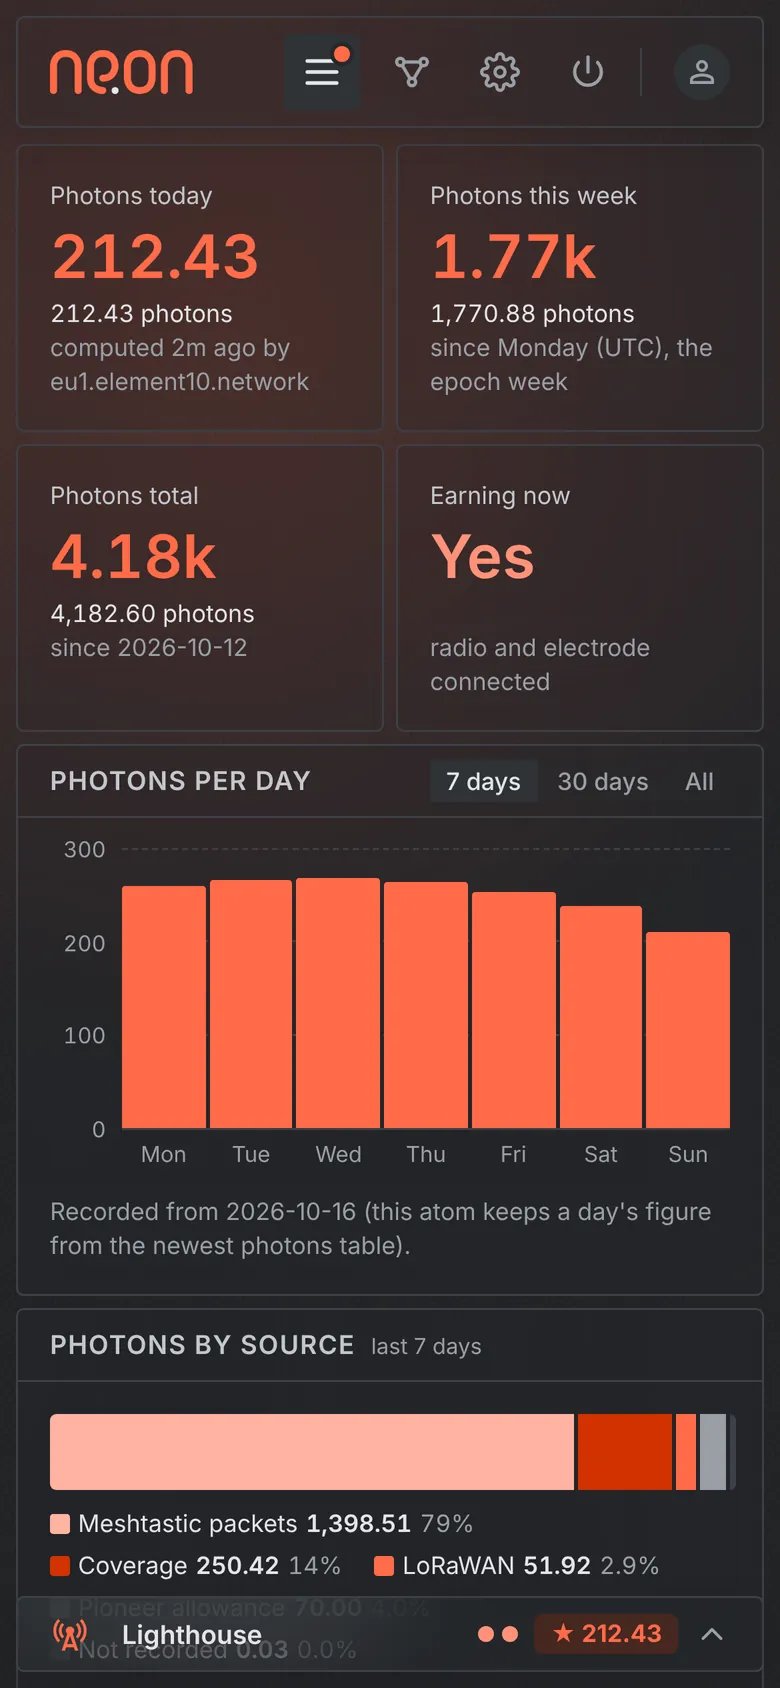 neon
Photons today
212.43
212.43 photons
computed 2m ago by
eu1.element10.network
Photons this week
1.77k
1,770.88 photons
since Monday (UTC), the
epoch week
Photons total
4.18k
4,182.60 photons
since 2026-10-12
Earning now
Yes
radio and electrode
connected
PHOTONS PER DAY
7 days 30 days All
300
200
100
0
Mon Tue Wed Thu Fri Sat Sun
Recorded from 2026-10-16 (this atom keeps a day's figure
from the newest photons table).
PHOTONS BY SOURCE last 7 days
Meshtastic packets 1,398.51 79%
Coverage 250.42 14% LoRaWAN 51.92 2.9%
Pioneer allowance 70.00 4.0%
Lighthouse ★ 212.43
Not recorded 0.03 0.0%